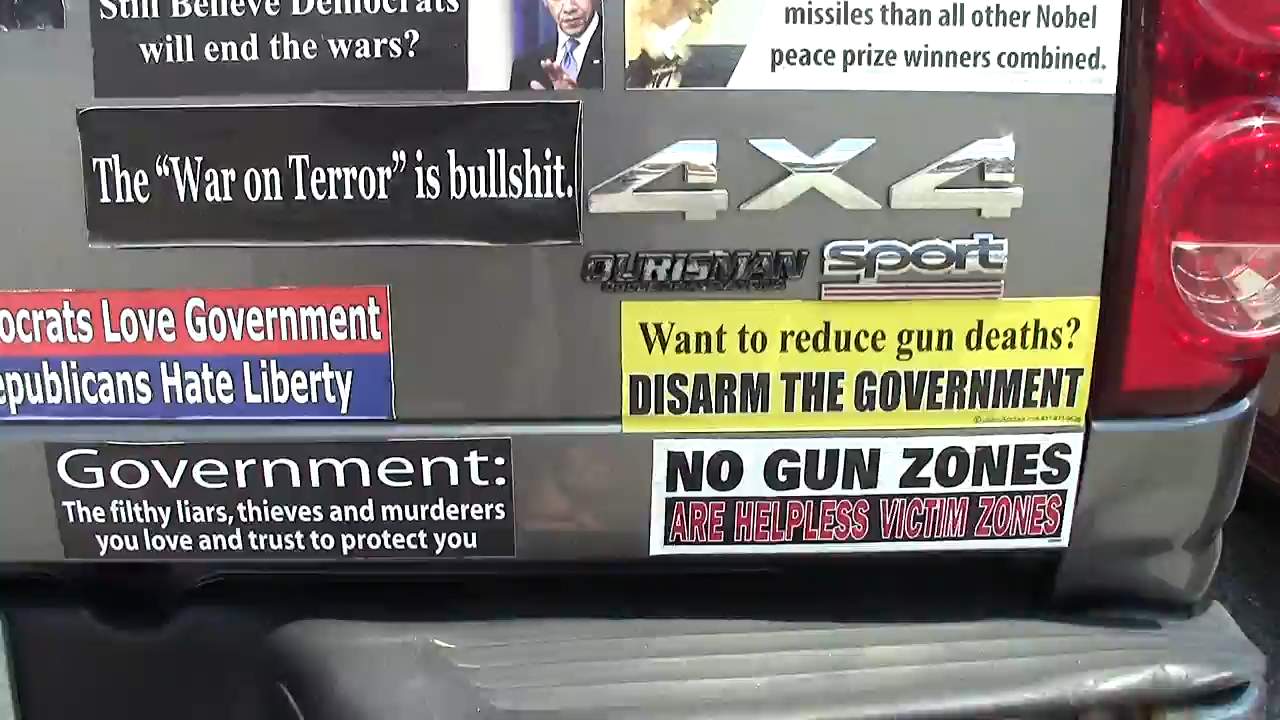 Still Believe Democrats
will end the wars?
missiles than all other Nobel
peace prize winners combined.
The “War on Terror” is bullshit.
4X4
OURISMAN
sport
ocrats Love Government
epublicans Hate Liberty
Want to reduce gun deaths?
DISARM THE GOVERNMENT
Government:
The filthy liars, thieves and murderers
you love and trust to protect you
NO GUN ZONES
ARE HELPLESS VICTIM ZONES